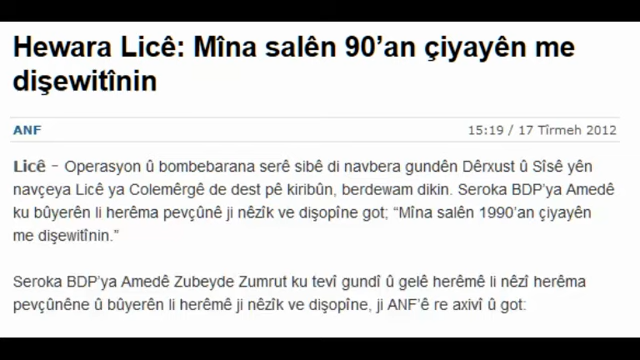 Hewara Licê: Mîna salên 90’an çiyayên me
dişewitînin
ANF
15:19 / 17 Tîrmeh 2012
Licê – Operasyon û bombebarana serê sibê di navbera gundên Dêrxust û Sîsê yên
navçeya Licê ya Colemêrgê de dest pê kiribûn, berdewam dikin. Seroka BDP’ya Amedê
ku bûyerên li herêma pevçûnê ji nêzîk ve dişopîne got; “Mîna salên 1990’an çiyayên
me dişewitînin.”
Seroka BDP’ya Amedê Zubeyde Zumrut ku tevî gundî û gelê herêmê li nêzî herêma
pevçûnêne û bûyerên li herêmê ji nêzîk ve dişopîne, ji ANF’ê re axivî û got: